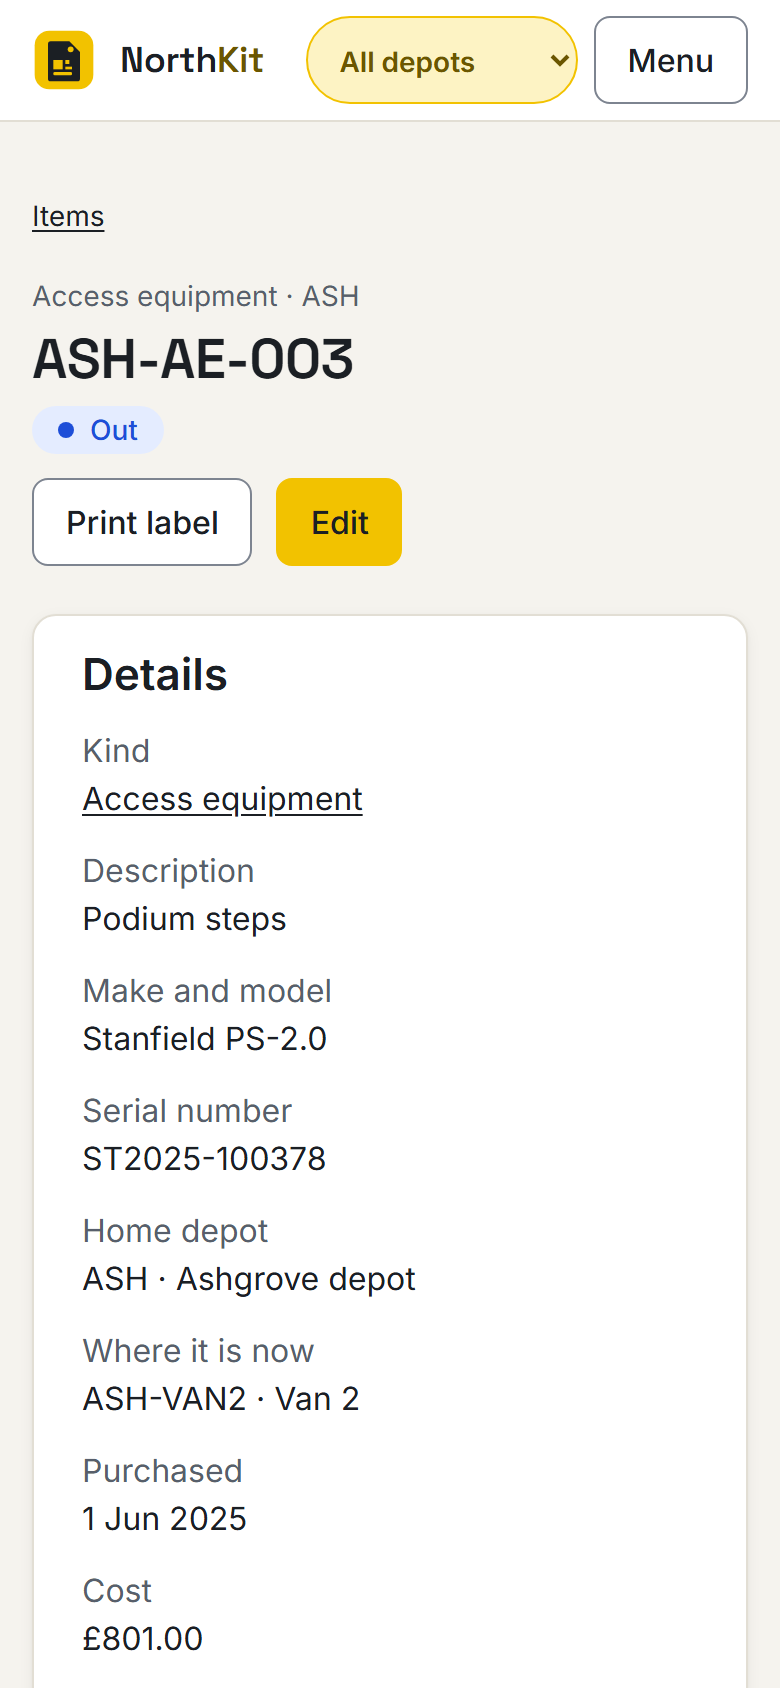 NorthKit
All depots
Menu
Items
Access equipment · ASH
ASH-AE-003
Out
Print label
Edit
Details
Kind
Access equipment
Description
Podium steps
Make and model
Stanfield PS-2.0
Serial number
ST2025-100378
Home depot
ASH · Ashgrove depot
Where it is now
ASH-VAN2 · Van 2
Purchased
1 Jun 2025
Cost
£801.00